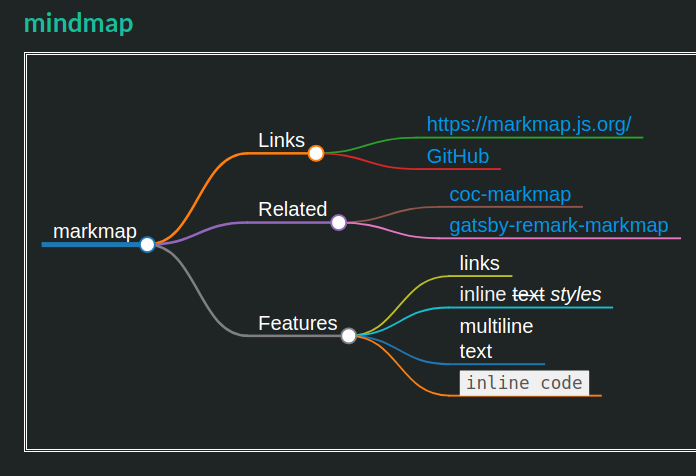 mindmap
markmap
Links
https://markmap.js.org/
GitHub
Related
coc-markmap
gatsby-remark-markmap
Features
links
inline text styles
multiline
text
inline code